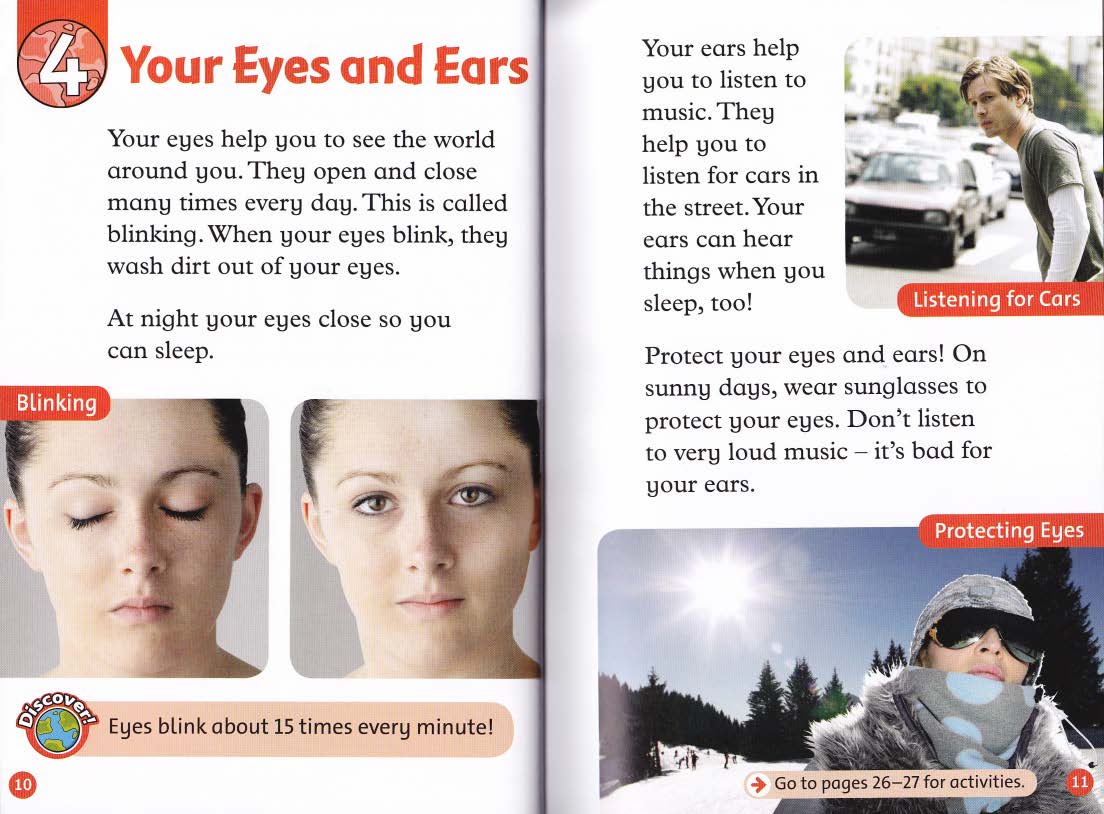 4
Your Eyes and Ears
Your eyes help you to see the world
around you. They open and close
many times every day. This is called
blinking. When your eyes blink, they
wash dirt out of your eyes.
At night your eyes close so you
can sleep.
Blinking
Discover!
Eyes blink about 15 times every minute!
10
Your ears help
you to listen to
music. They
help you to
listen for cars in
the street. Your
ears can hear
things when you
sleep, too!
Listening for Cars
Protect your eyes and ears! On
sunny days, wear sunglasses to
protect your eyes. Don't listen
to very loud music – it's bad for
your ears.
Protecting Eyes
Go to pages 26–27 for activities.
11